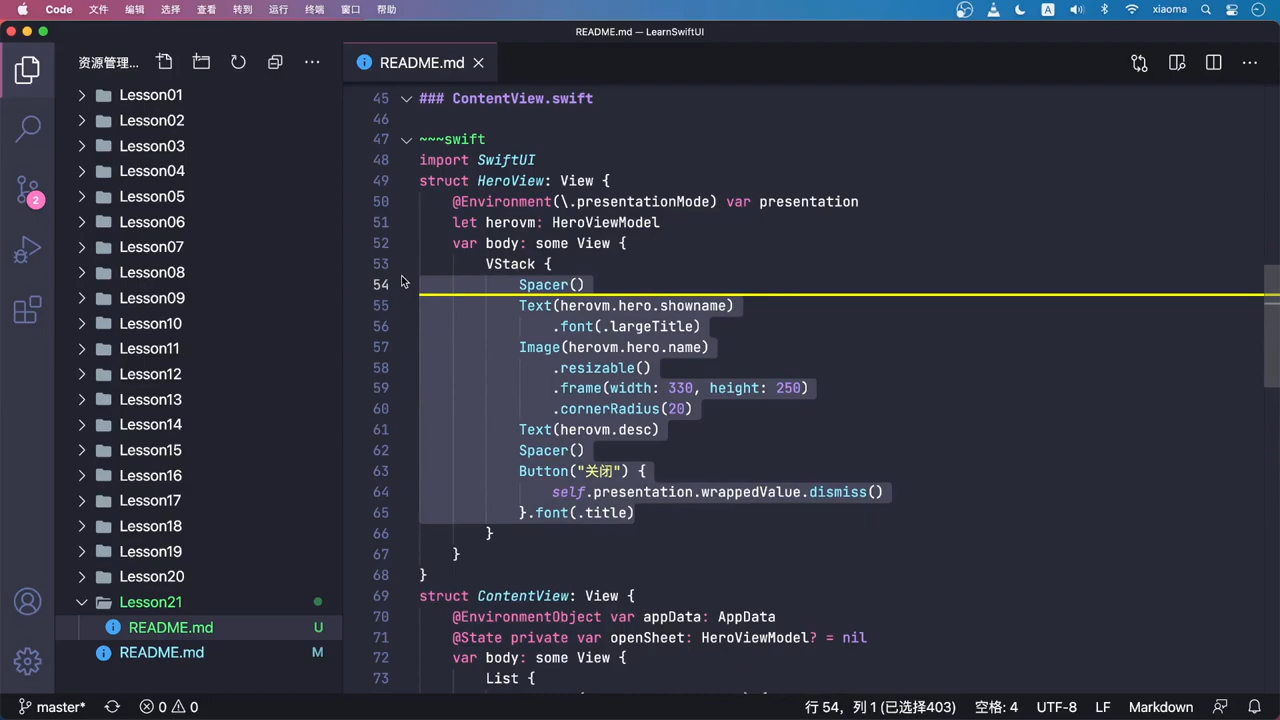 Code 文件 编辑 选择 查看 转到 运行 终端 窗口 帮助 A xiaoma
README.md — LearnSwiftUI
资源管理... ···
README.md
Lesson01
Lesson02
Lesson03
Lesson04
Lesson05
Lesson06
Lesson07
Lesson08
Lesson09
Lesson10
Lesson11
Lesson12
Lesson13
Lesson14
Lesson15
Lesson16
Lesson17
Lesson18
Lesson19
Lesson20
Lesson21
README.md U
README.md M
2
45 ### ContentView.swift
46
47 ~~~swift
48 import SwiftUI
49 struct HeroView: View {
50 @Environment(\.presentationMode) var presentation
51 let herovm: HeroViewModel
52 var body: some View {
53 VStack {
54 Spacer()
55 Text(herovm.hero.showname)
56 .font(.largeTitle)
57 Image(herovm.hero.name)
58 .resizable()
59 .frame(width: 330, height: 250)
60 .cornerRadius(20)
61 Text(herovm.desc)
62 Spacer()
63 Button("关闭") {
64 self.presentation.wrappedValue.dismiss()
65 }.font(.title)
66 }
67 }
68 }
69 struct ContentView: View {
70 @EnvironmentObject var appData: AppData
71 @State private var openSheet: HeroViewModel? = nil
72 var body: some View {
73 List {
master* 0 0 行 54，列 1 (已选择403) 空格: 4 UTF-8 LF Markdown